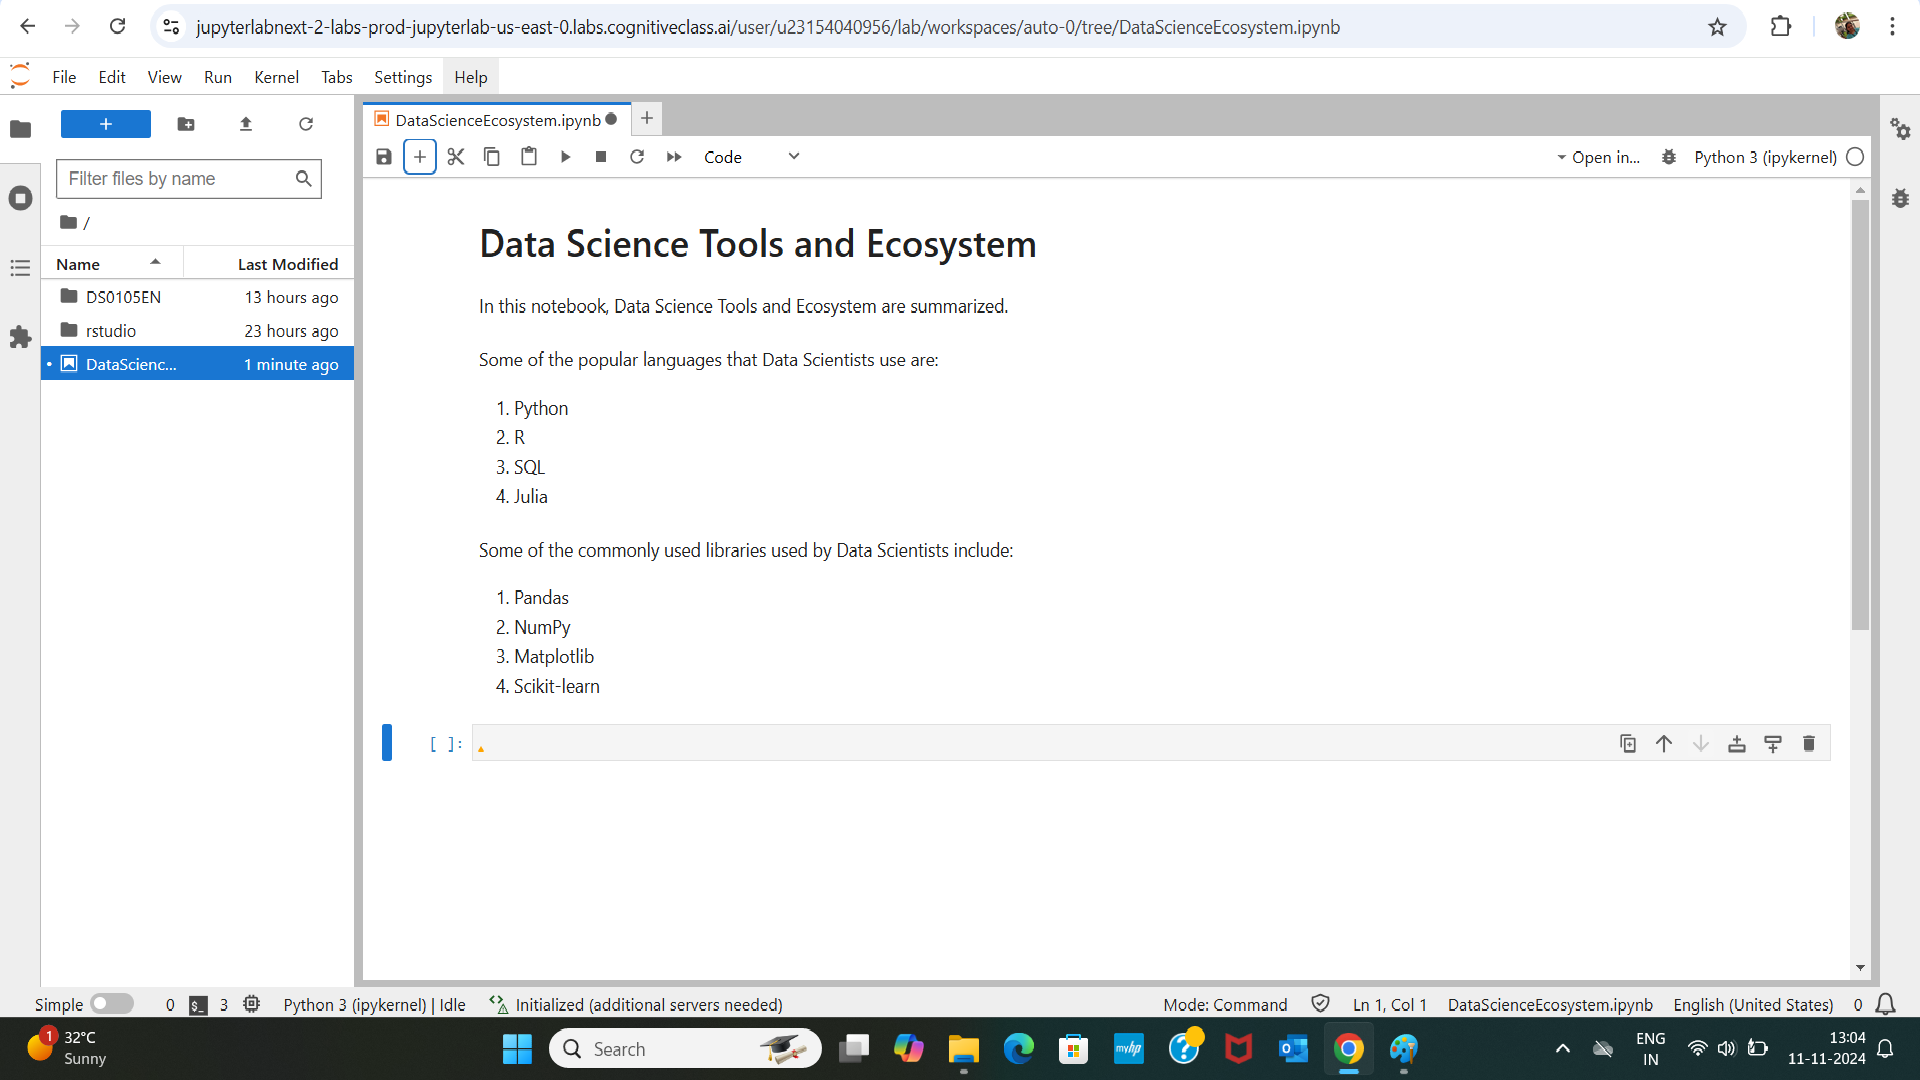 jupyterlabnext-2-labs-prod-jupyterlab-us-east-0.labs.cognitiveclass.ai/user/u23154040956/lab/workspaces/auto-0/tree/DataScienceEcosystem.ipynb
File Edit View Run Kernel Tabs Settings Help
+
Filter files by name
/
Name Last Modified
DS0105EN 13 hours ago
rstudio 23 hours ago
• DataScienc... 1 minute ago
DataScienceEcosystem.ipynb +
+ Code Open in... Python 3 (ipykernel)
Data Science Tools and Ecosystem
In this notebook, Data Science Tools and Ecosystem are summarized.
Some of the popular languages that Data Scientists use are:
1. Python
2. R
3. SQL
4. Julia
Some of the commonly used libraries used by Data Scientists include:
1. Pandas
2. NumPy
3. Matplotlib
4. Scikit-learn
[ ]:
Simple 0 $_ 3 Python 3 (ipykernel) | Idle Initialized (additional servers needed) Mode: Command Ln 1, Col 1 DataScienceEcosystem.ipynb English (United States) 0
1 32°C
Sunny
Search
myhp
?
ENG
IN
13:04
11-11-2024